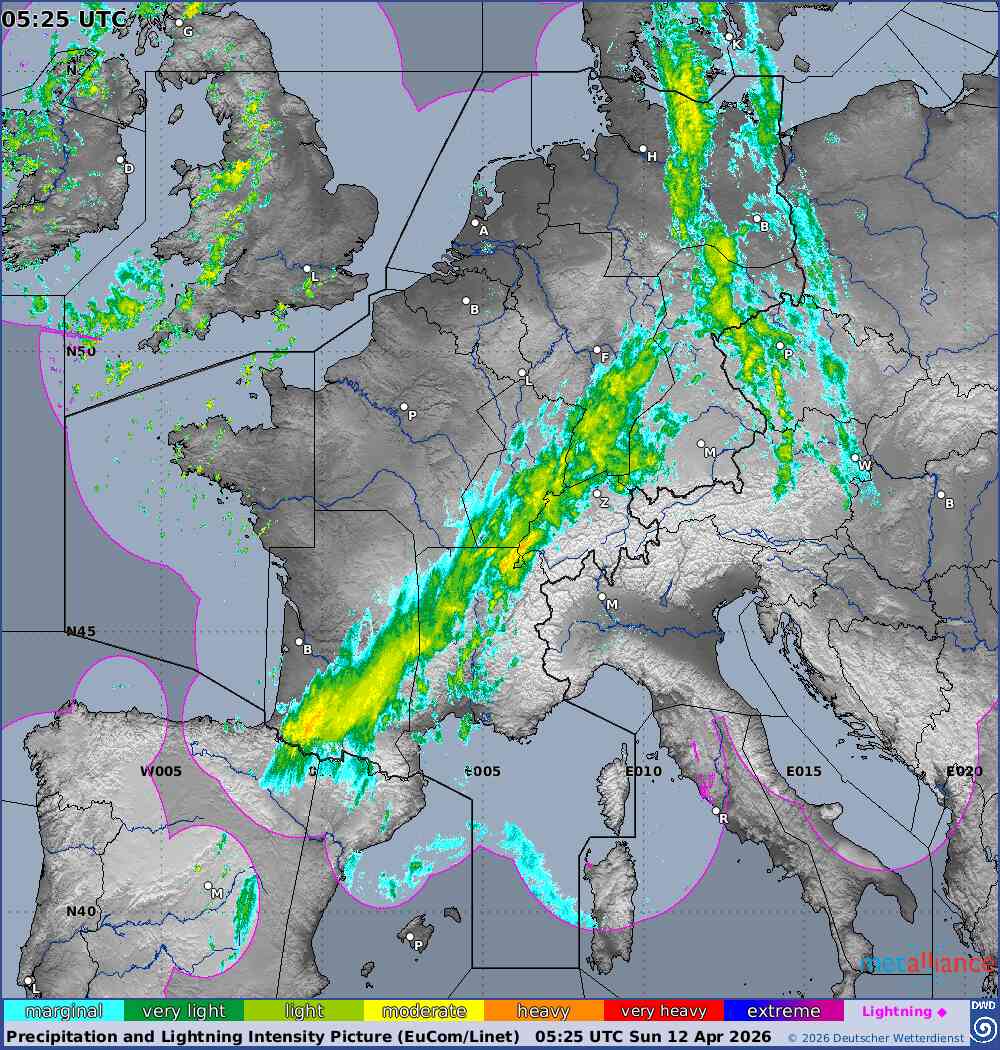 05:25 UTC
G
K
N
D
H
A
B
L
B
N50
F
P
L
P
M
W
Z
B
M
N45
B
W005
E005
E010
E015
E020
R
M
N40
P
L
metalliance
marginal very light light moderate heavy very heavy extreme Lightning ◆
DWD
Precipitation and Lightning Intensity Picture (EuCom/Linet) 05:25 UTC Sun 12 Apr 2026 © 2026 Deutscher Wetterdienst